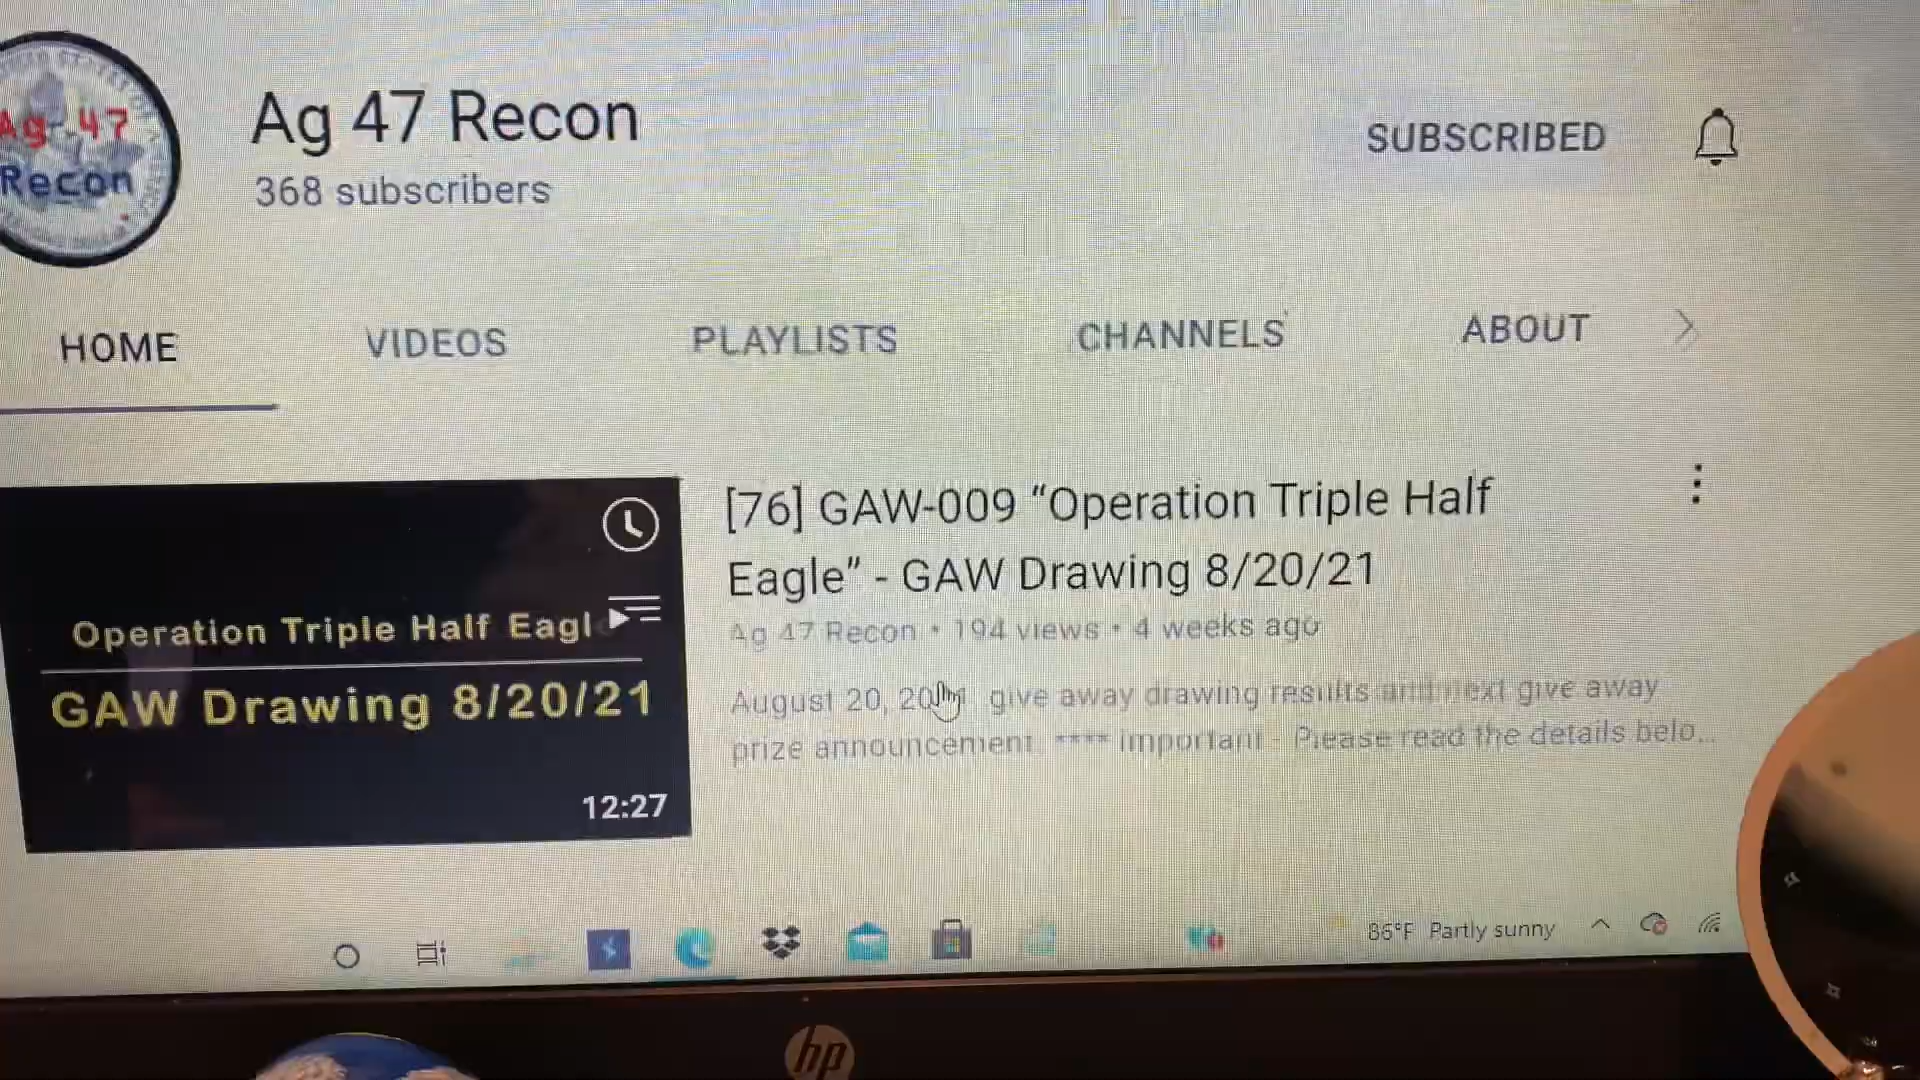 Ag 47 Recon
368 subscribers
SUBSCRIBED
Ag-47
Recon
HOME
VIDEOS
PLAYLISTS
CHANNELS
ABOUT
[76] GAW-009 “Operation Triple Half
Eagle” - GAW Drawing 8/20/21
Ag 47 Recon • 194 views • 4 weeks ago
August 20, give away drawing results and next give away
prize announcement **** important - Please read the details belo...
Operation Triple Half Eagl
GAW Drawing 8/20/21
12:27
86°F Partly sunny
hp